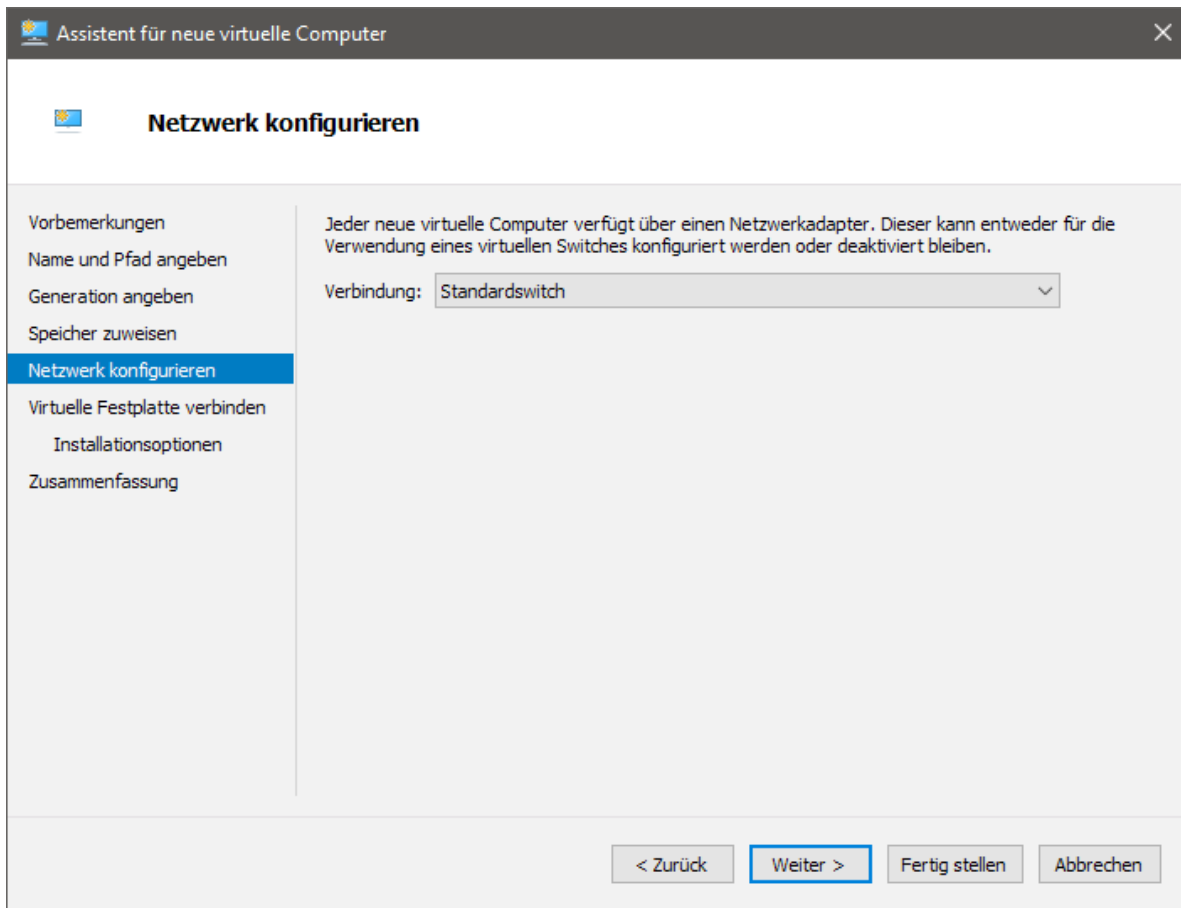 Assistent für neue virtuelle Computer
Netzwerk konfigurieren
Vorbemerkungen
Name und Pfad angeben
Generation angeben
Speicher zuweisen
Netzwerk konfigurieren
Virtuelle Festplatte verbinden
Installationsoptionen
Zusammenfassung
Jeder neue virtuelle Computer verfügt über einen Netzwerkadapter. Dieser kann entweder für die
Verwendung eines virtuellen Switches konfiguriert werden oder deaktiviert bleiben.
Verbindung: Standardswitch
< Zurück Weiter > Fertig stellen Abbrechen